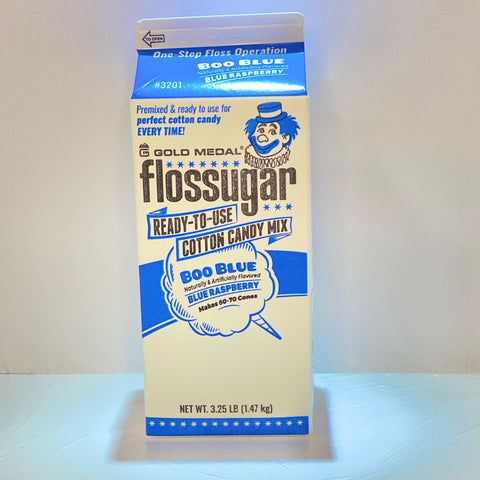 TO OPEN
One-Step Floss Operation
BOO BLUE
Naturally & Artificially Flavored
BLUE RASPBERRY
#3201
Premixed & ready to use for
perfect cotton candy
EVERY TIME!
GOLD MEDAL®
flossugar
READY-TO-USE
COTTON CANDY MIX
BOO BLUE
Naturally & Artificially Flavored
BLUE RASPBERRY
Makes 60-70 Cones
NET WT. 3.25 LB (1.47 kg)